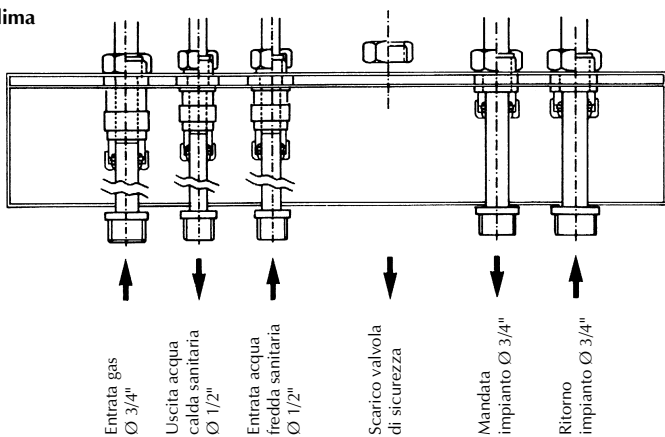 lima
Entrata gas
Ø 3/4"
Uscita acqua
calda sanitaria
Ø 1/2"
Entrata acqua
fredda sanitaria
Ø 1/2"
Scarico valvola
di sicurezza
Mandata
impianto Ø 3/4"
Ritorno
impianto Ø 3/4"